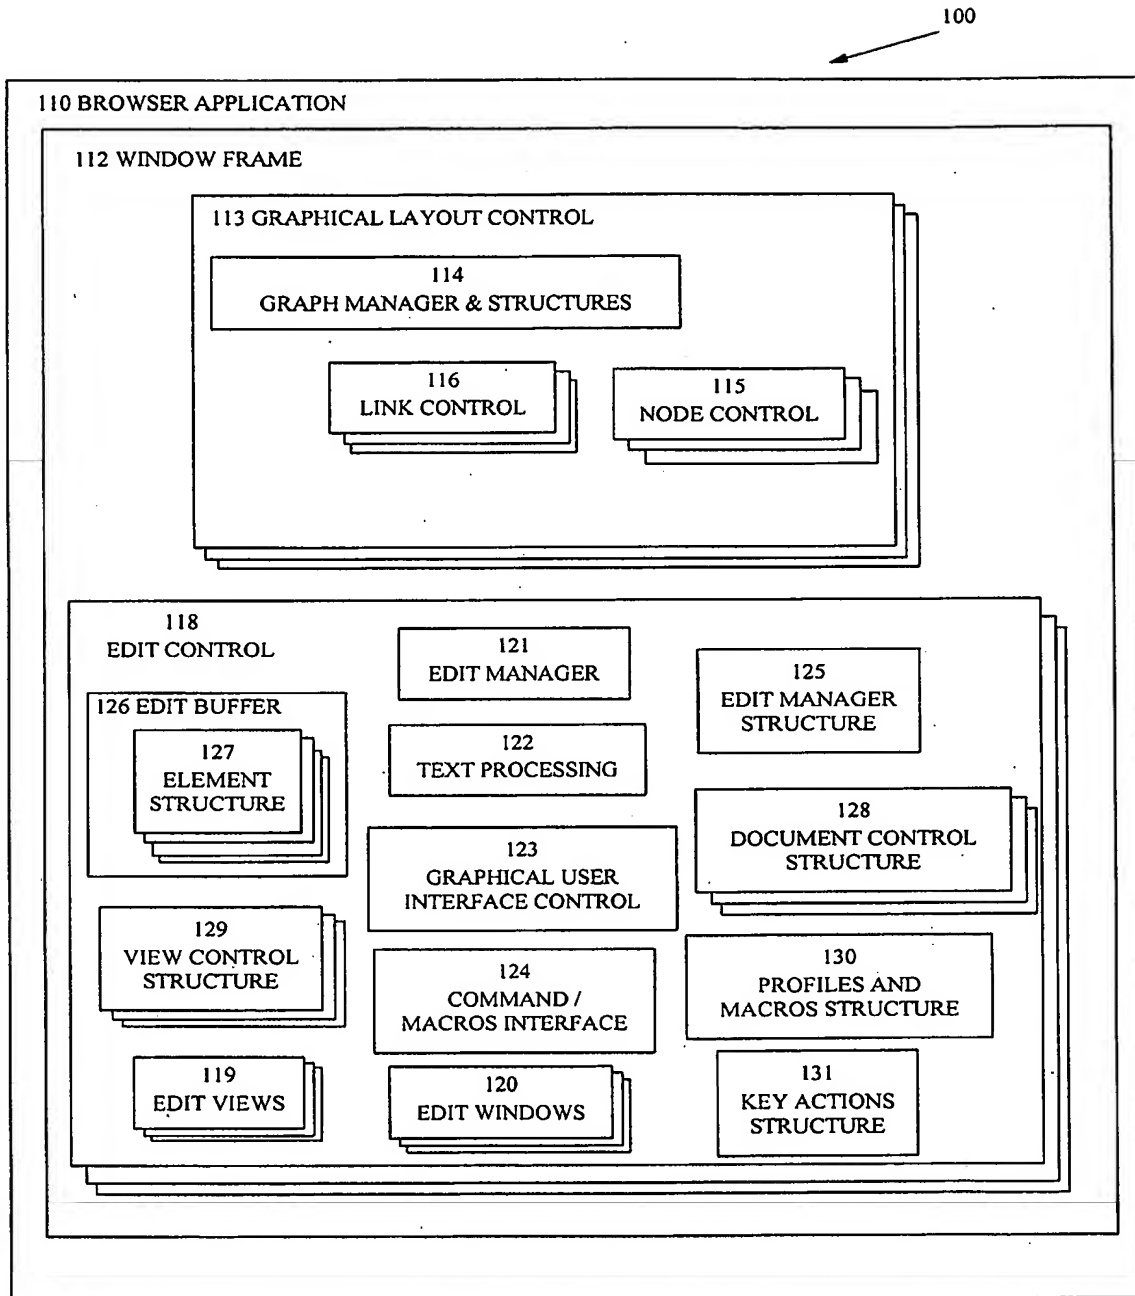 100
110 BROWSER APPLICATION
112 WINDOW FRAME
113 GRAPHICAL LAYOUT CONTROL
114
GRAPH MANAGER & STRUCTURES
116
LINK CONTROL
115
NODE CONTROL
118
EDIT CONTROL
121
EDIT MANAGER
125
EDIT MANAGER
STRUCTURE
126 EDIT BUFFER
127
ELEMENT
STRUCTURE
122
TEXT PROCESSING
128
DOCUMENT CONTROL
STRUCTURE
123
GRAPHICAL USER
INTERFACE CONTROL
129
VIEW CONTROL
STRUCTURE
124
COMMAND /
MACROS INTERFACE
130
PROFILES AND
MACROS STRUCTURE
119
EDIT VIEWS
120
EDIT WINDOWS
131
KEY ACTIONS
STRUCTURE